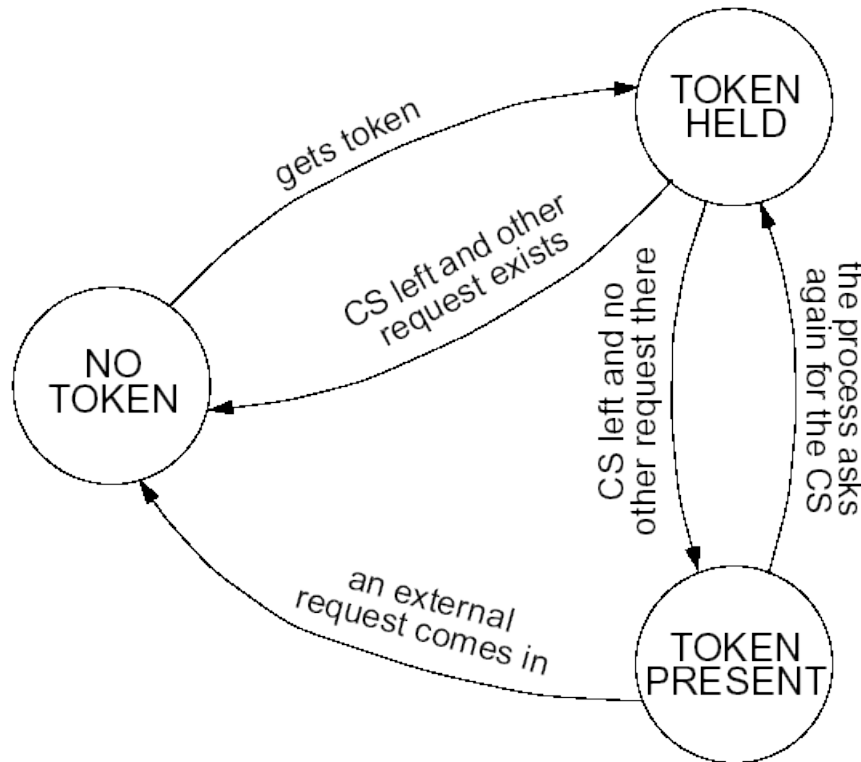 TOKEN
HELD
gets token
CS left and other
request exists
the process asks
again for the CS
CS left and no
other request there
NO
TOKEN
an external
request comes in
TOKEN
PRESENT